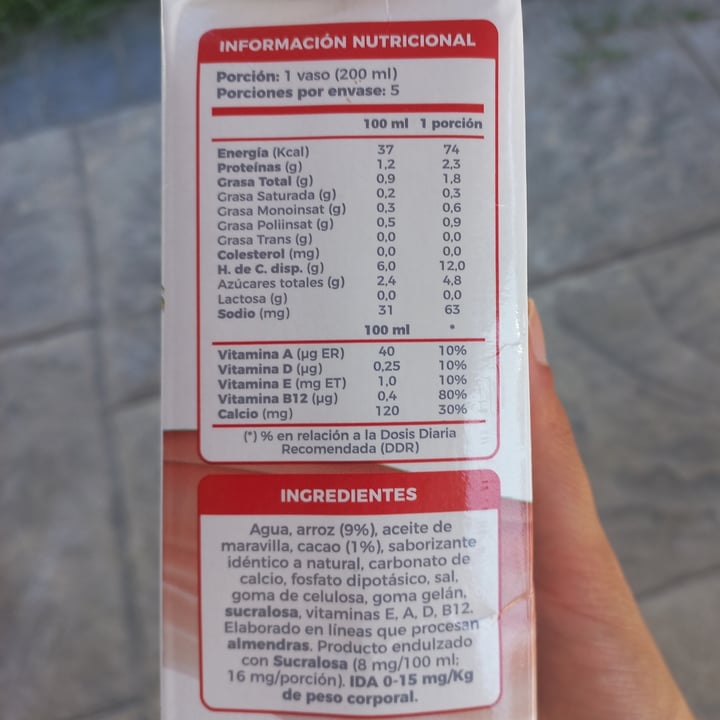 INFORMACIÓN NUTRICIONAL
Porción: 1 vaso (200 ml)
Porciones por envase: 5
100 ml 1 porción
Energía (Kcal) 37 74
Proteínas (g) 1,2 2,3
Grasa Total (g) 0,9 1,8
Grasa Saturada (g) 0,2 0,3
Grasa Monoinsat (g) 0,3 0,6
Grasa Poliinsat (g) 0,5 0,9
Grasa Trans (g) 0,0 0,0
Colesterol (mg) 0,0 0,0
H. de C. disp. (g) 6,0 12,0
Azúcares totales (g) 2,4 4,8
Lactosa (g) 0,0 0,0
Sodio (mg) 31 63
100 ml *
Vitamina A (µg ER) 40 10%
Vitamina D (µg) 0,25 10%
Vitamina E (mg ET) 1,0 10%
Vitamina B12 (µg) 0,4 80%
Calcio (mg) 120 30%
(*) % en relación a la Dosis Diaria
Recomendada (DDR)
INGREDIENTES
Agua, arroz (9%), aceite de
maravilla, cacao (1%), saborizante
idéntico a natural, carbonato de
calcio, fosfato dipotásico, sal,
goma de celulosa, goma gelán,
sucralosa, vitaminas E, A, D, B12.
Elaborado en líneas que procesan
almendras. Producto endulzado
con Sucralosa (8 mg/100 ml;
16 mg/porción). IDA 0-15 mg/Kg
de peso corporal.